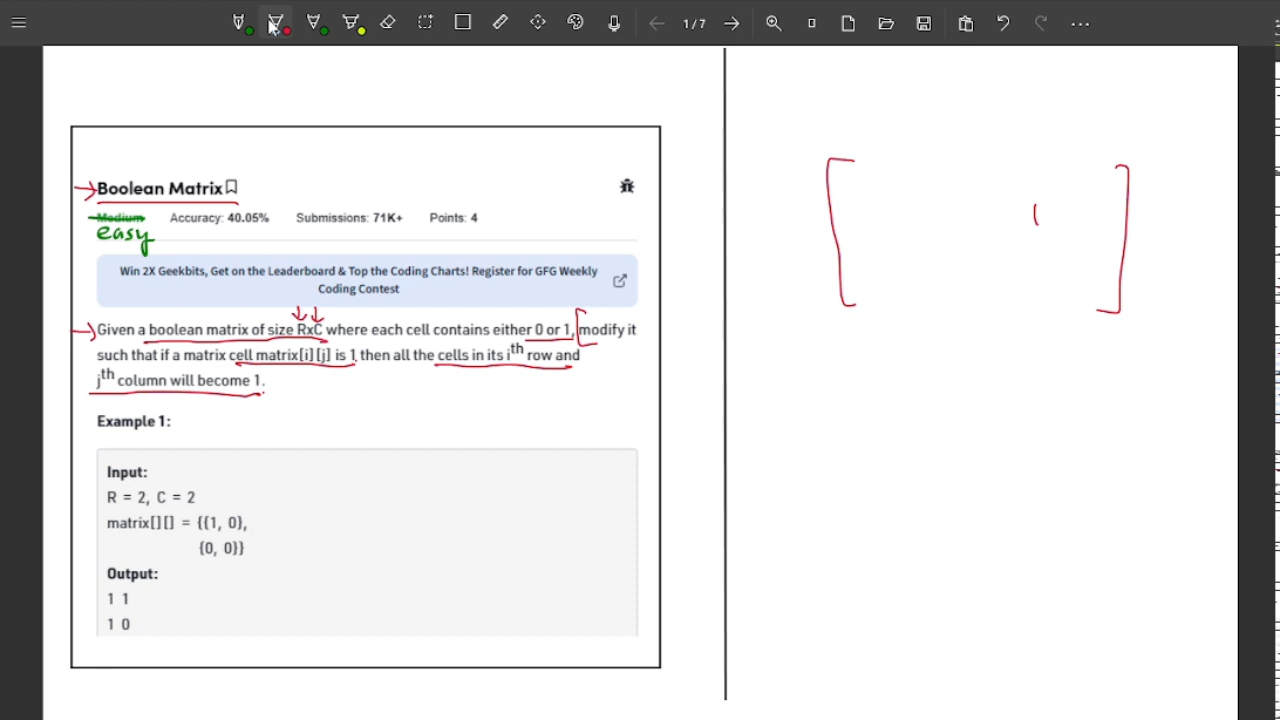 1/7
Boolean Matrix
Medium Accuracy: 40.05% Submissions: 71K+ Points: 4
easy
Win 2X Geekbits, Get on the Leaderboard & Top the Coding Charts! Register for GFG Weekly
Coding Contest
Given a boolean matrix of size RxC where each cell contains either 0 or 1, modify it
such that if a matrix cell matrix[i][j] is 1 then all the cells in its ith row and
jth column will become 1.
Example 1:
Input:
R = 2, C = 2
matrix[][] = {{1, 0},
{0, 0}}
Output:
1 1
1 0
1